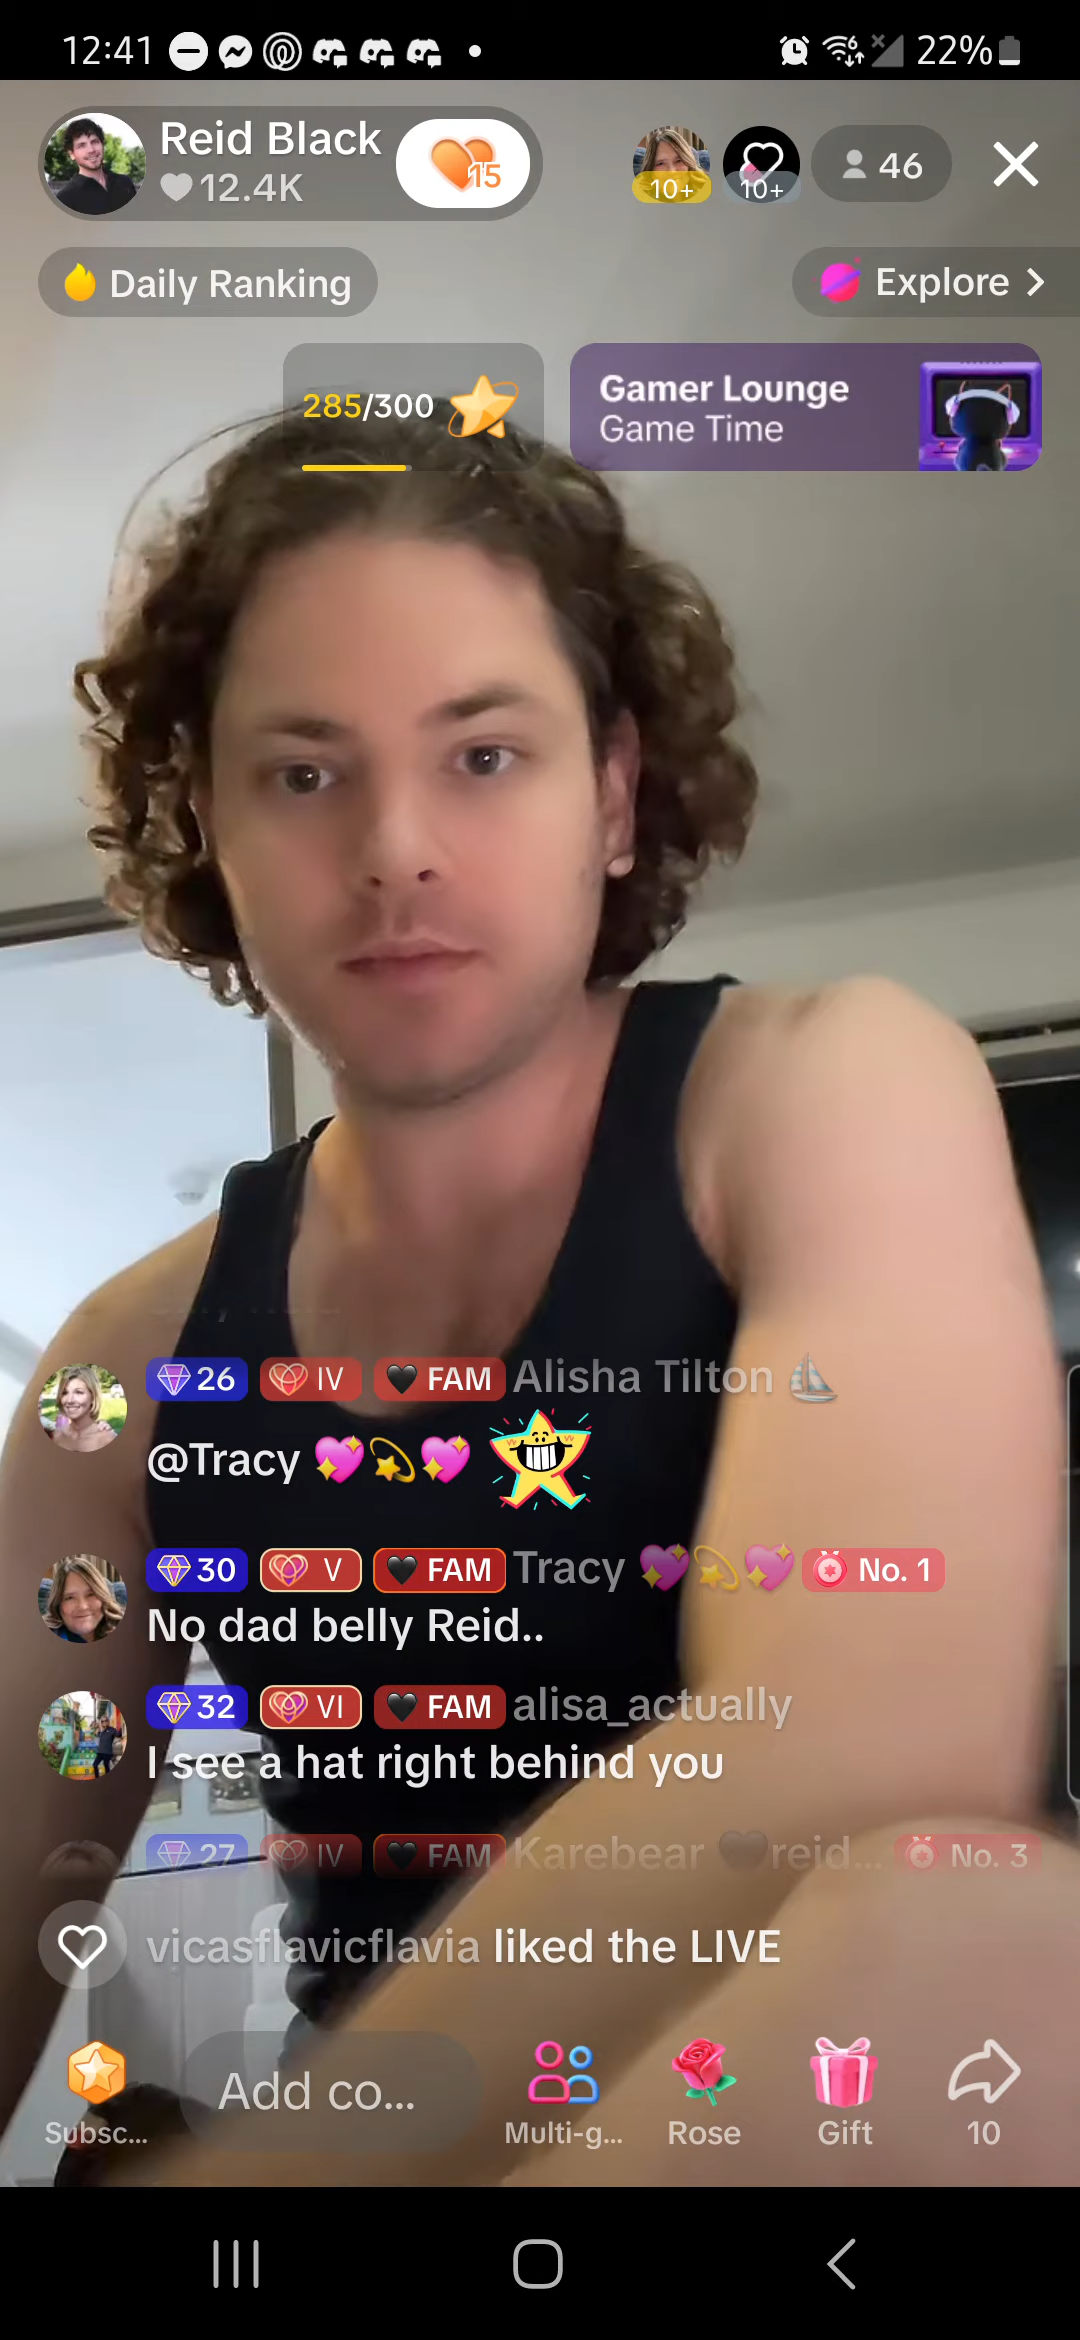 12:41
22%
Reid Black
12.4K
15
10+
10+
46
Daily Ranking
Explore
285/300
Gamer Lounge
Game Time
26 IV FAM Alisha Tilton
@Tracy
30 V FAM Tracy No. 1
No dad belly Reid..
32 VI FAM alisa_actually
I see a hat right behind you
27 IV FAM Karebear reid... No. 3
vicasflavicflavia liked the LIVE
Add co...
Subsc...
Multi-g...
Rose
Gift
10